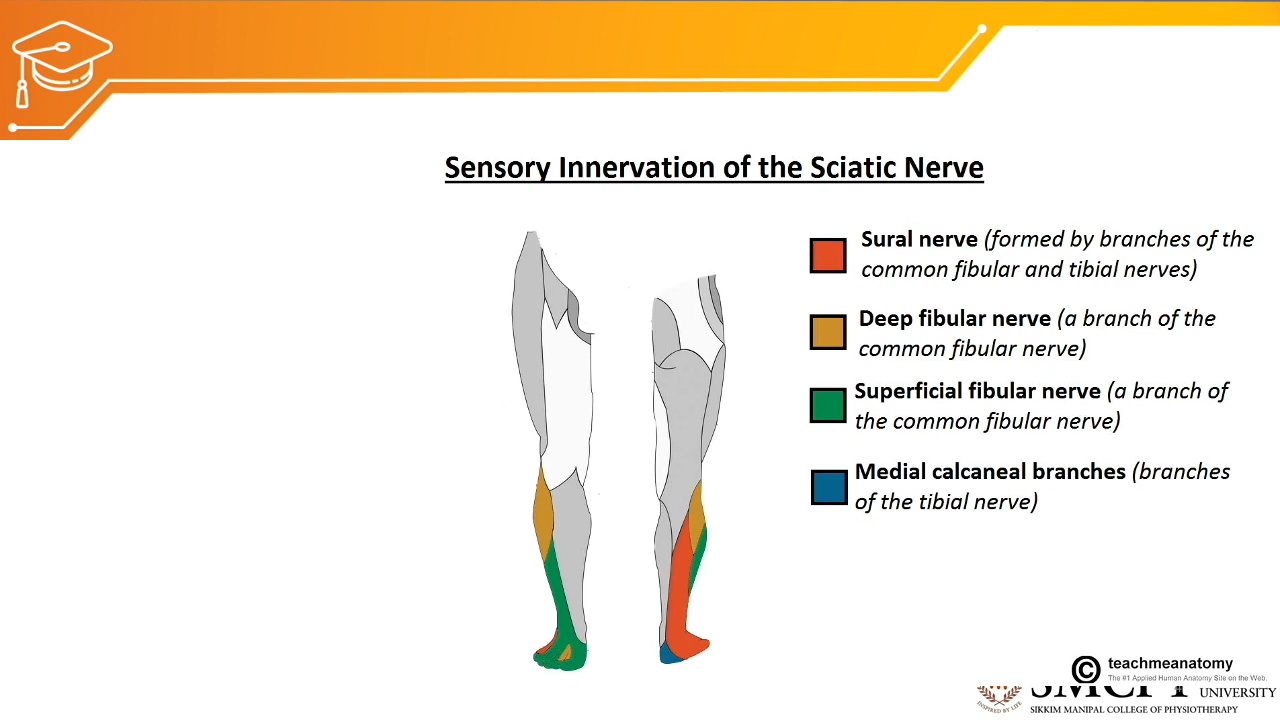 Sensory Innervation of the Sciatic Nerve
Sural nerve (formed by branches of the
common fibular and tibial nerves)
Deep fibular nerve (a branch of the
common fibular nerve)
Superficial fibular nerve (a branch of
the common fibular nerve)
Medial calcaneal branches (branches
of the tibial nerve)
© teachmeanatomy
The #1 Applied Human Anatomy Site on the Web.
UNIVERSITY
INSPIRED BY LIFE
SIKKIM MANIPAL COLLEGE OF PHYSIOTHERAPY